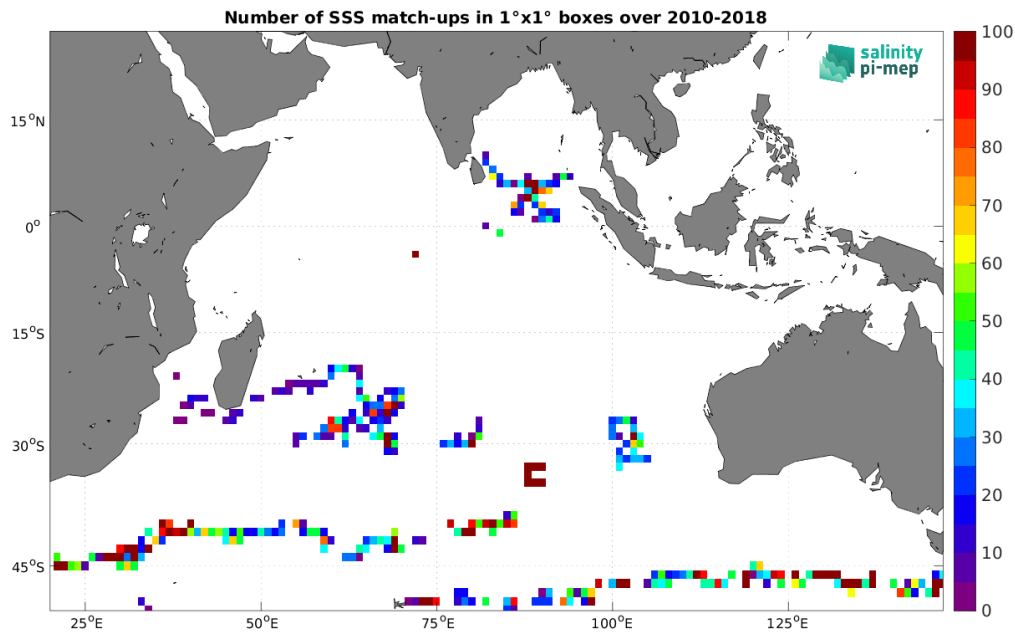 Number of SSS match-ups in 1°x1° boxes over 2010-2018
salinity
pi-mep
15°N
0°
15°S
30°S
45°S
25°E
50°E
75°E
100°E
125°E
100
90
80
70
60
50
40
30
20
10
0